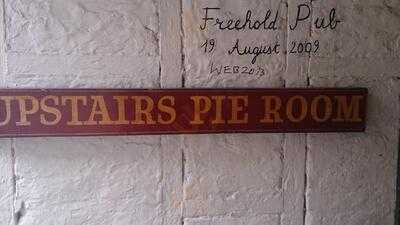 Freehold Pub
19 August 2009
WEB2013
UPSTAIRS PIE ROOM